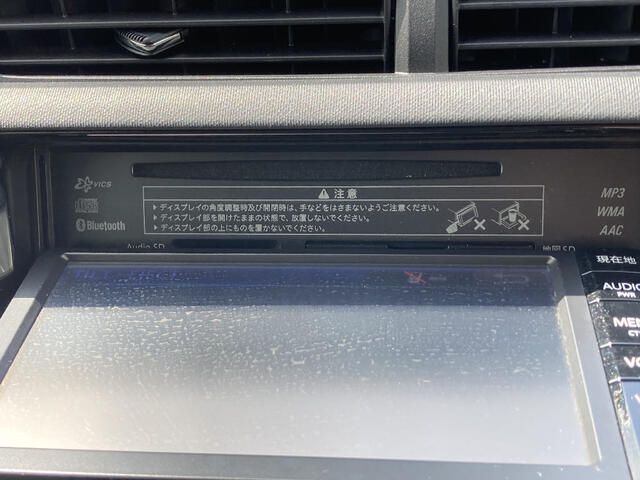 VICS
Bluetooth
⚠ 注意
▶ ディスプレイの角度調整時及び開閉時は、手などをはさまないようご注意ください。
▶ ディスプレイ部を開けたままの状態で、放置しないでください。
▶ ディスプレイ部の上にものを置かないでください。
MP3
WMA
AAC
Audio SD
地図 SD
TILT EJECT
現在地
AUDIO
PWR